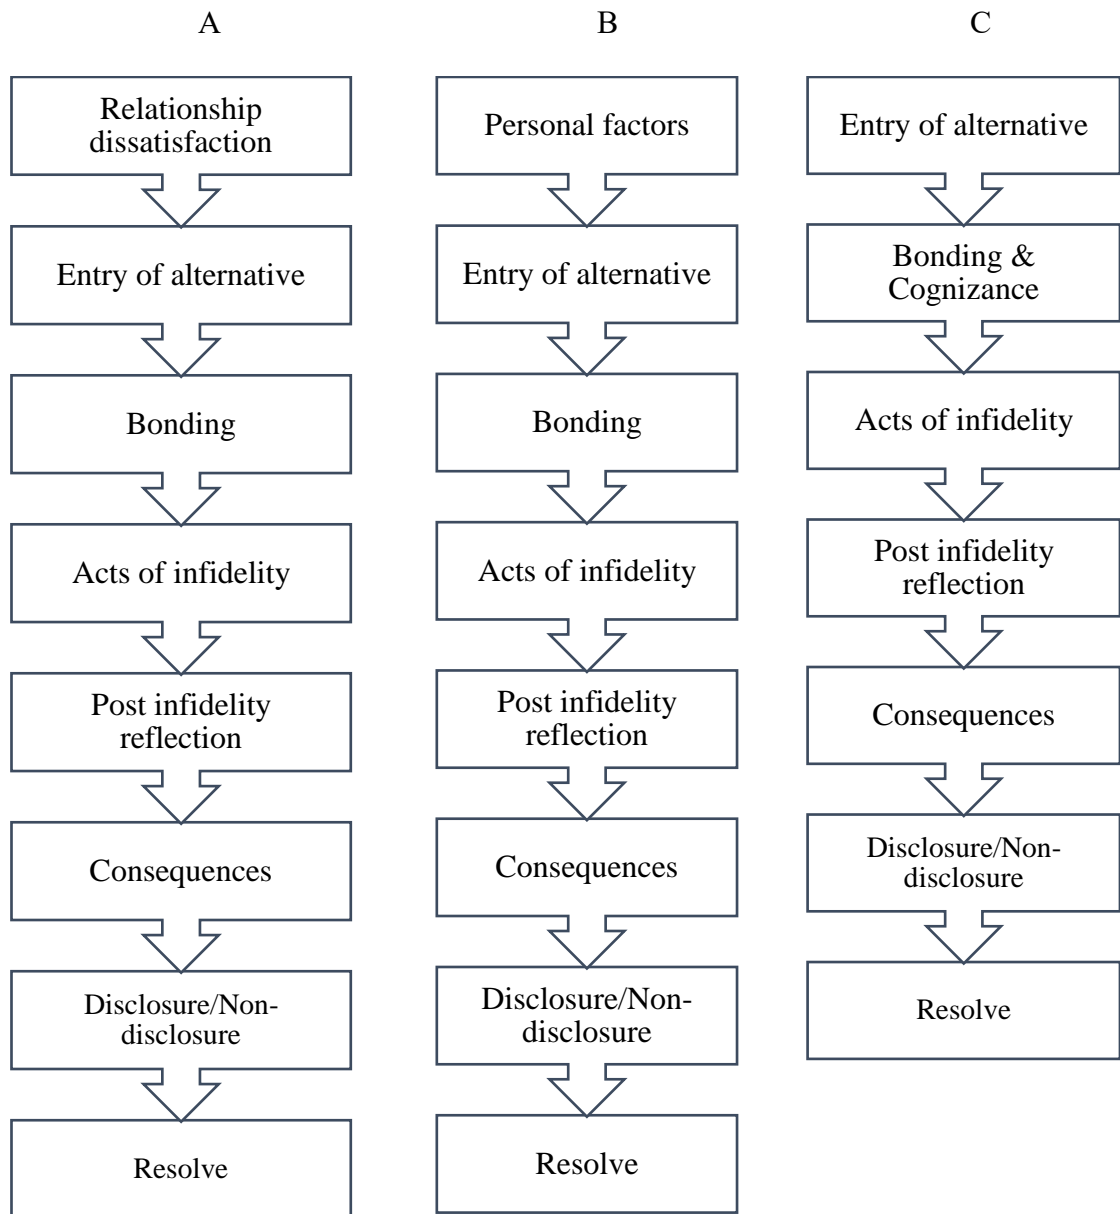 A
Relationship
dissatisfaction
Entry of alternative
Bonding
Acts of infidelity
Post infidelity
reflection
Consequences
Disclosure/Non-
disclosure
Resolve
B
Personal factors
Entry of alternative
Bonding
Acts of infidelity
Post infidelity
reflection
Consequences
Disclosure/Non-
disclosure
Resolve
C
Entry of alternative
Bonding &
Cognizance
Acts of infidelity
Post infidelity
reflection
Consequences
Disclosure/Non-
disclosure
Resolve